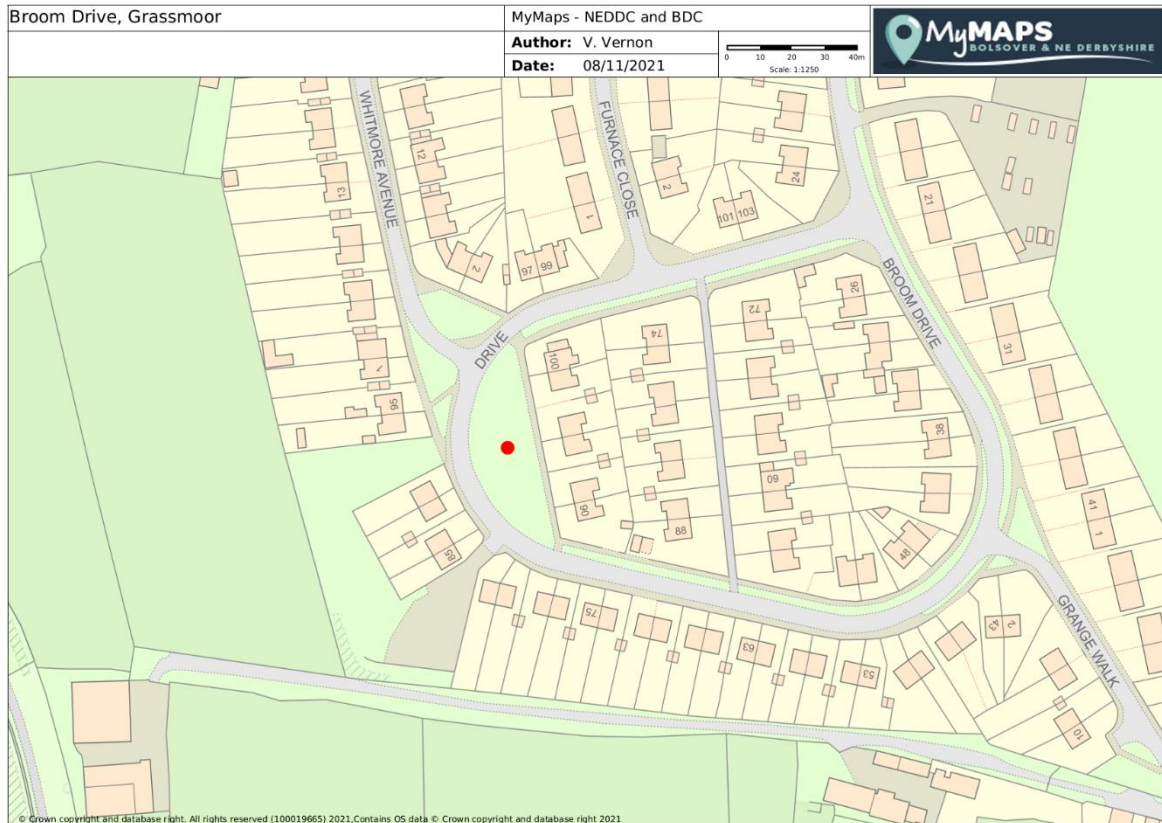 Broom Drive, Grassmoor
MyMaps - NEDDC and BDC
Author: V. Vernon
Date: 08/11/2021
0 10 20 30 40m
Scale: 1:1250
MyMAPS
BOLSOVER & NE DERBYSHIRE
WHITMORE AVENUE
FURNACE CLOSE
12
13
2
1
2
24
21
101 103
97 99
DRIVE
BROOM DRIVE
26
72
74
100
31
1
95
38
60
106
88
41
1
48
85
75
63
53
43
2
GRANGE WALK
10
© Crown copyright and database right. All rights reserved (100019665) 2021,Contains OS data © Crown copyright and database right 2021